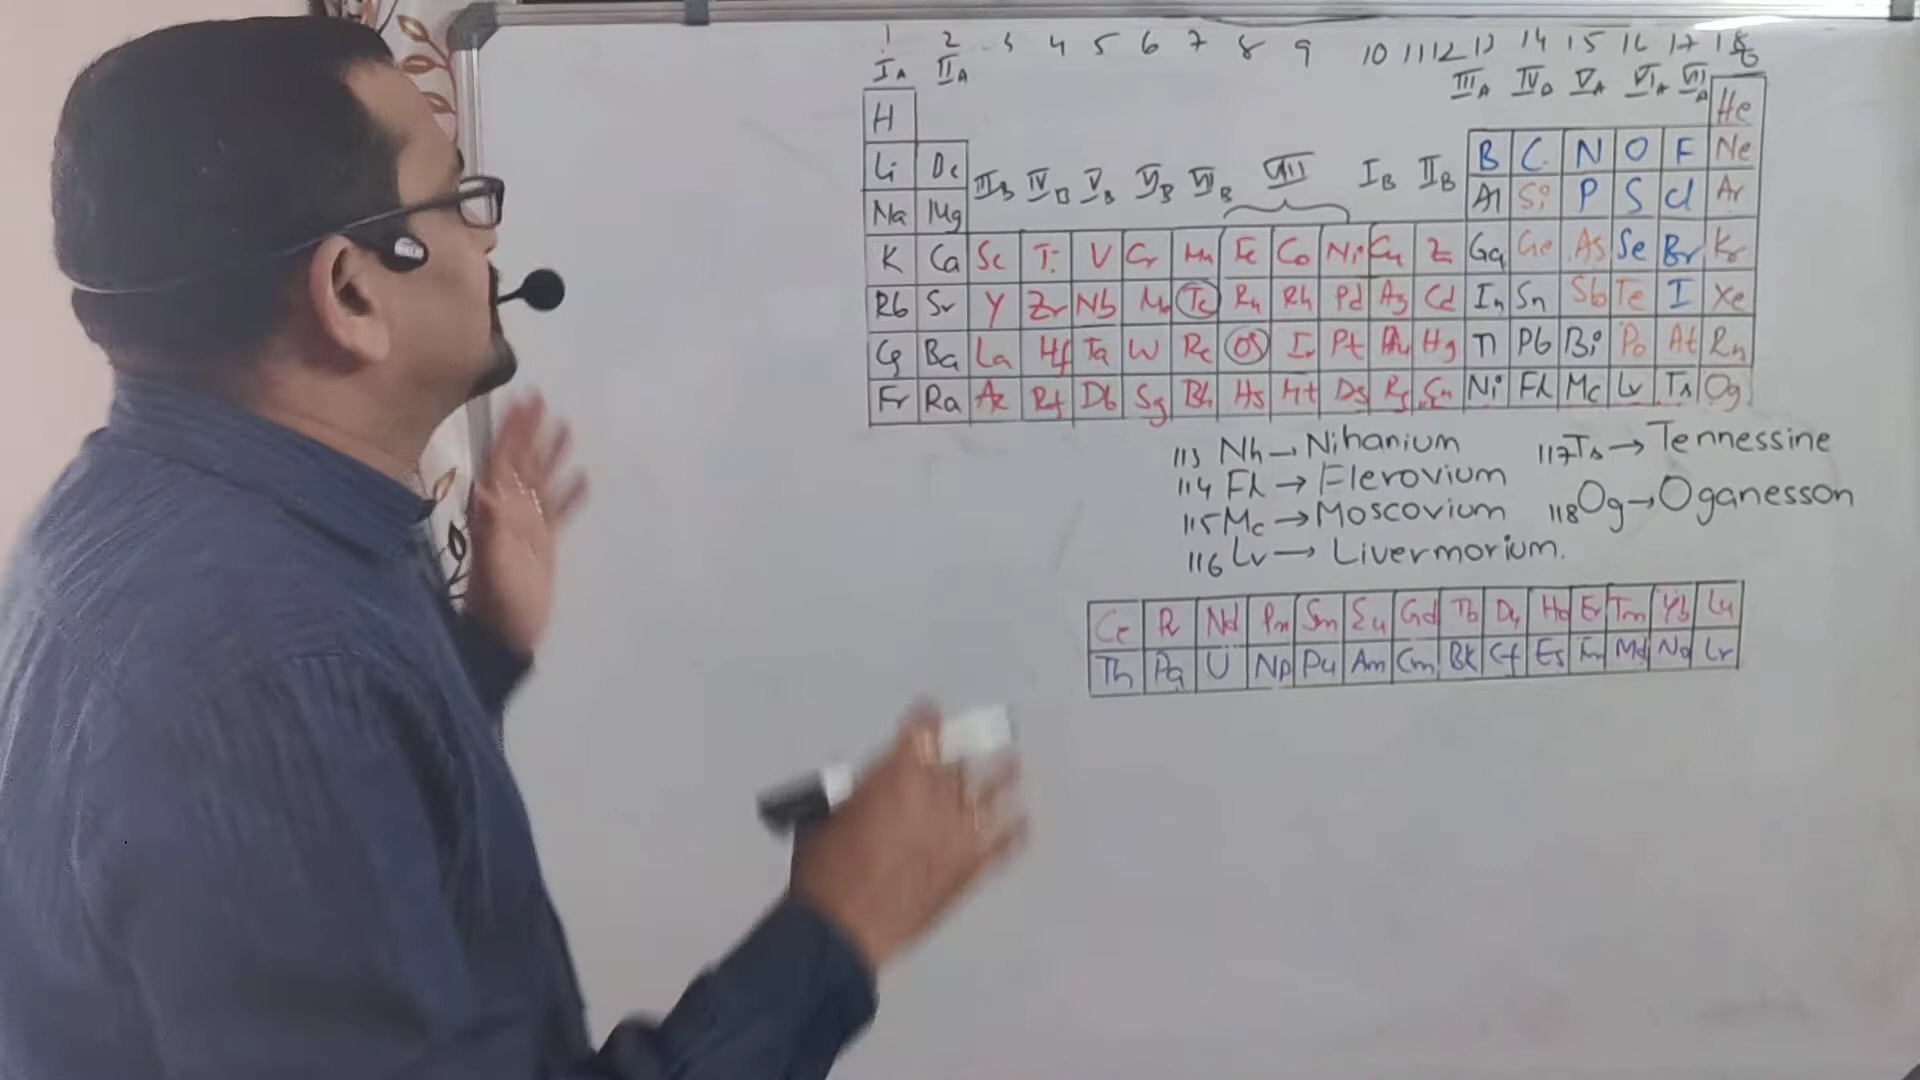 1 2 3 4 5 6 7 8 9 10 11 12 13 14 15 16 17 18
IA IIA IIIA IVA VA VIA VIIA
H He
Li Be IIIB IVB VB VIB VIIB VIII IB IIB B C N O F Ne
Na Mg Al Si P S Cl Ar
K Ca Sc Ti V Cr Mn Fe Co Ni Cu Z Ga Ge As Se Br Kr
Rb Sr Y Zr Nb Mo Tc Ru Rh Pd Ag Cd In Sn Sb Te I Xe
Cs Ba La Hf Ta W Re Os Ir Pt Au Hg Tl Pb Bi Po At Rn
Fr Ra Ac Rf Db Sg Bh Hs Mt Ds Rg Cn Ni Fl Mc Lv Ts Og
113 Nh → Nihanium 117 Ts → Tennessine
114 Fl → Flerovium
115 Mc → Moscovium 118 Og → Oganesson
116 Lv → Livermorium.
Ce Pr Nd Pm Sm Eu Gd Tb Dy Ho Er Tm Yb Lu
Th Pa U Np Pu Am Cm Bk Cf Es Fm Md No Lr